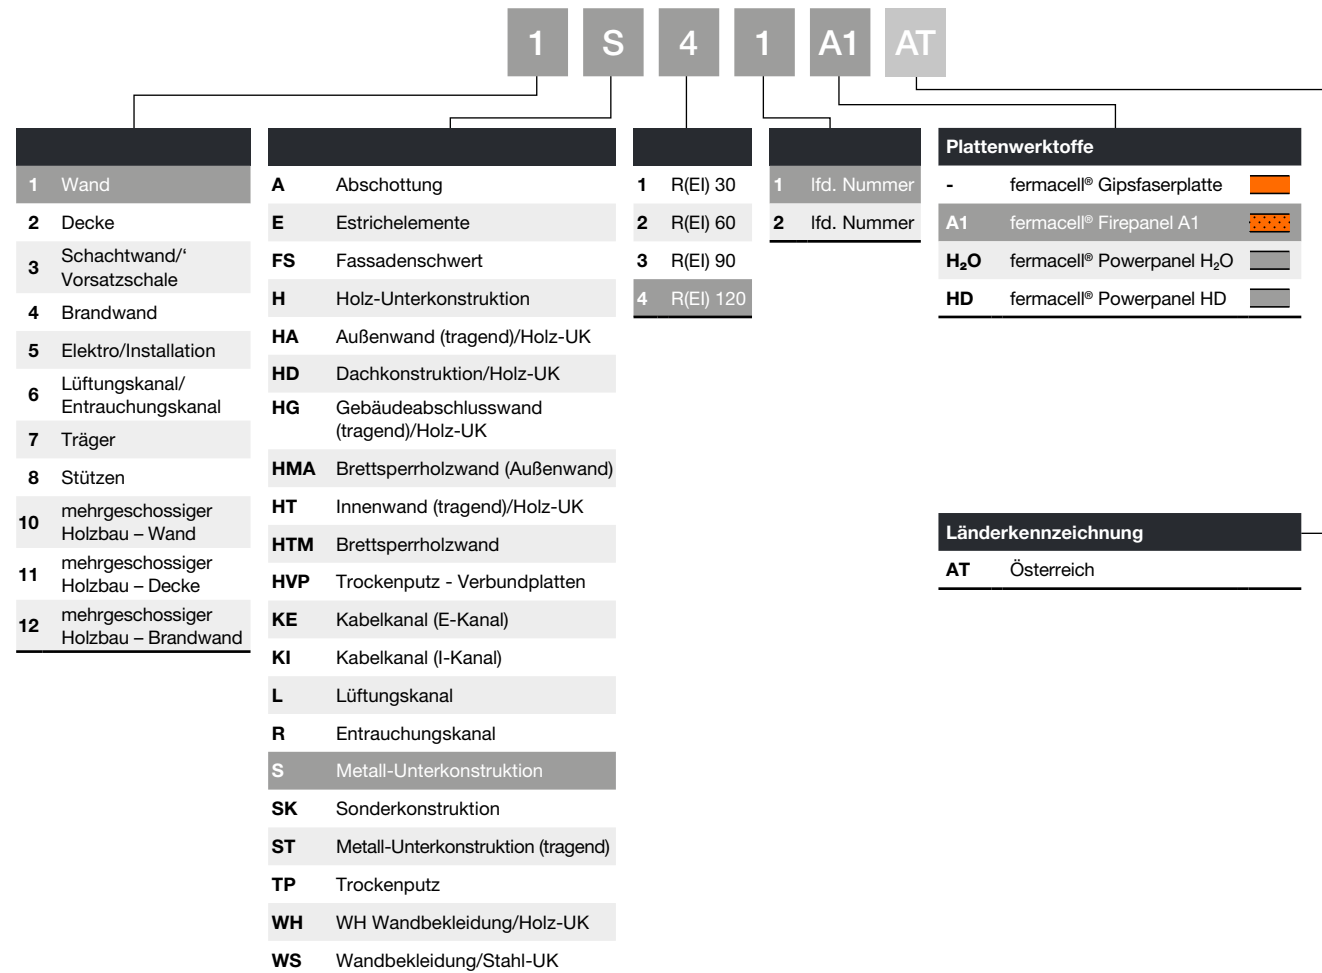 1 S 4 1 A1 AT
1 Wand
2 Decke
3 Schachtwand/‘
Vorsatzschale
4 Brandwand
5 Elektro/Installation
6 Lüftungskanal/
Entrauchungskanal
7 Träger
8 Stützen
10 mehrgeschossiger
Holzbau – Wand
11 mehrgeschossiger
Holzbau – Decke
12 mehrgeschossiger
Holzbau – Brandwand
A Abschottung
E Estrichelemente
FS Fassadenschwert
H Holz-Unterkonstruktion
HA Außenwand (tragend)/Holz-UK
HD Dachkonstruktion/Holz-UK
HG Gebäudeabschlusswand
(tragend)/Holz-UK
HMA Brettsperrholzwand (Außenwand)
HT Innenwand (tragend)/Holz-UK
HTM Brettsperrholzwand
HVP Trockenputz - Verbundplatten
KE Kabelkanal (E-Kanal)
KI Kabelkanal (I-Kanal)
L Lüftungskanal
R Entrauchungskanal
S Metall-Unterkonstruktion
SK Sonderkonstruktion
ST Metall-Unterkonstruktion (tragend)
TP Trockenputz
WH WH Wandbekleidung/Holz-UK
WS Wandbekleidung/Stahl-UK
1 R(EI) 30
2 R(EI) 60
3 R(EI) 90
4 R(EI) 120
1 lfd. Nummer
2 lfd. Nummer
Plattenwerktoffe
- fermacell® Gipsfaserplatte
A1 fermacell® Firepanel A1
H₂O fermacell® Powerpanel H₂O
HD fermacell® Powerpanel HD
Länderkennzeichnung
AT Österreich